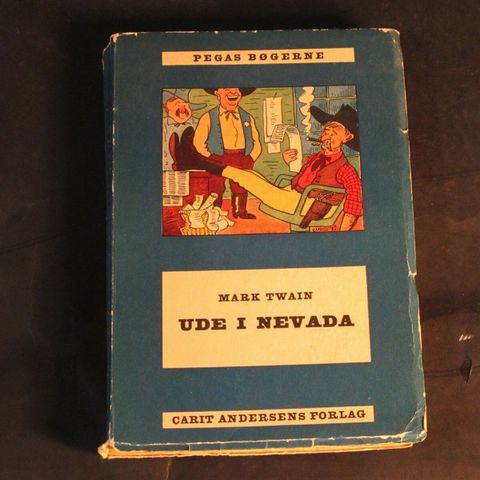 PEGAS BØGERNE
MARK TWAIN
UDE I NEVADA
CARIT ANDERSENS FORLAG